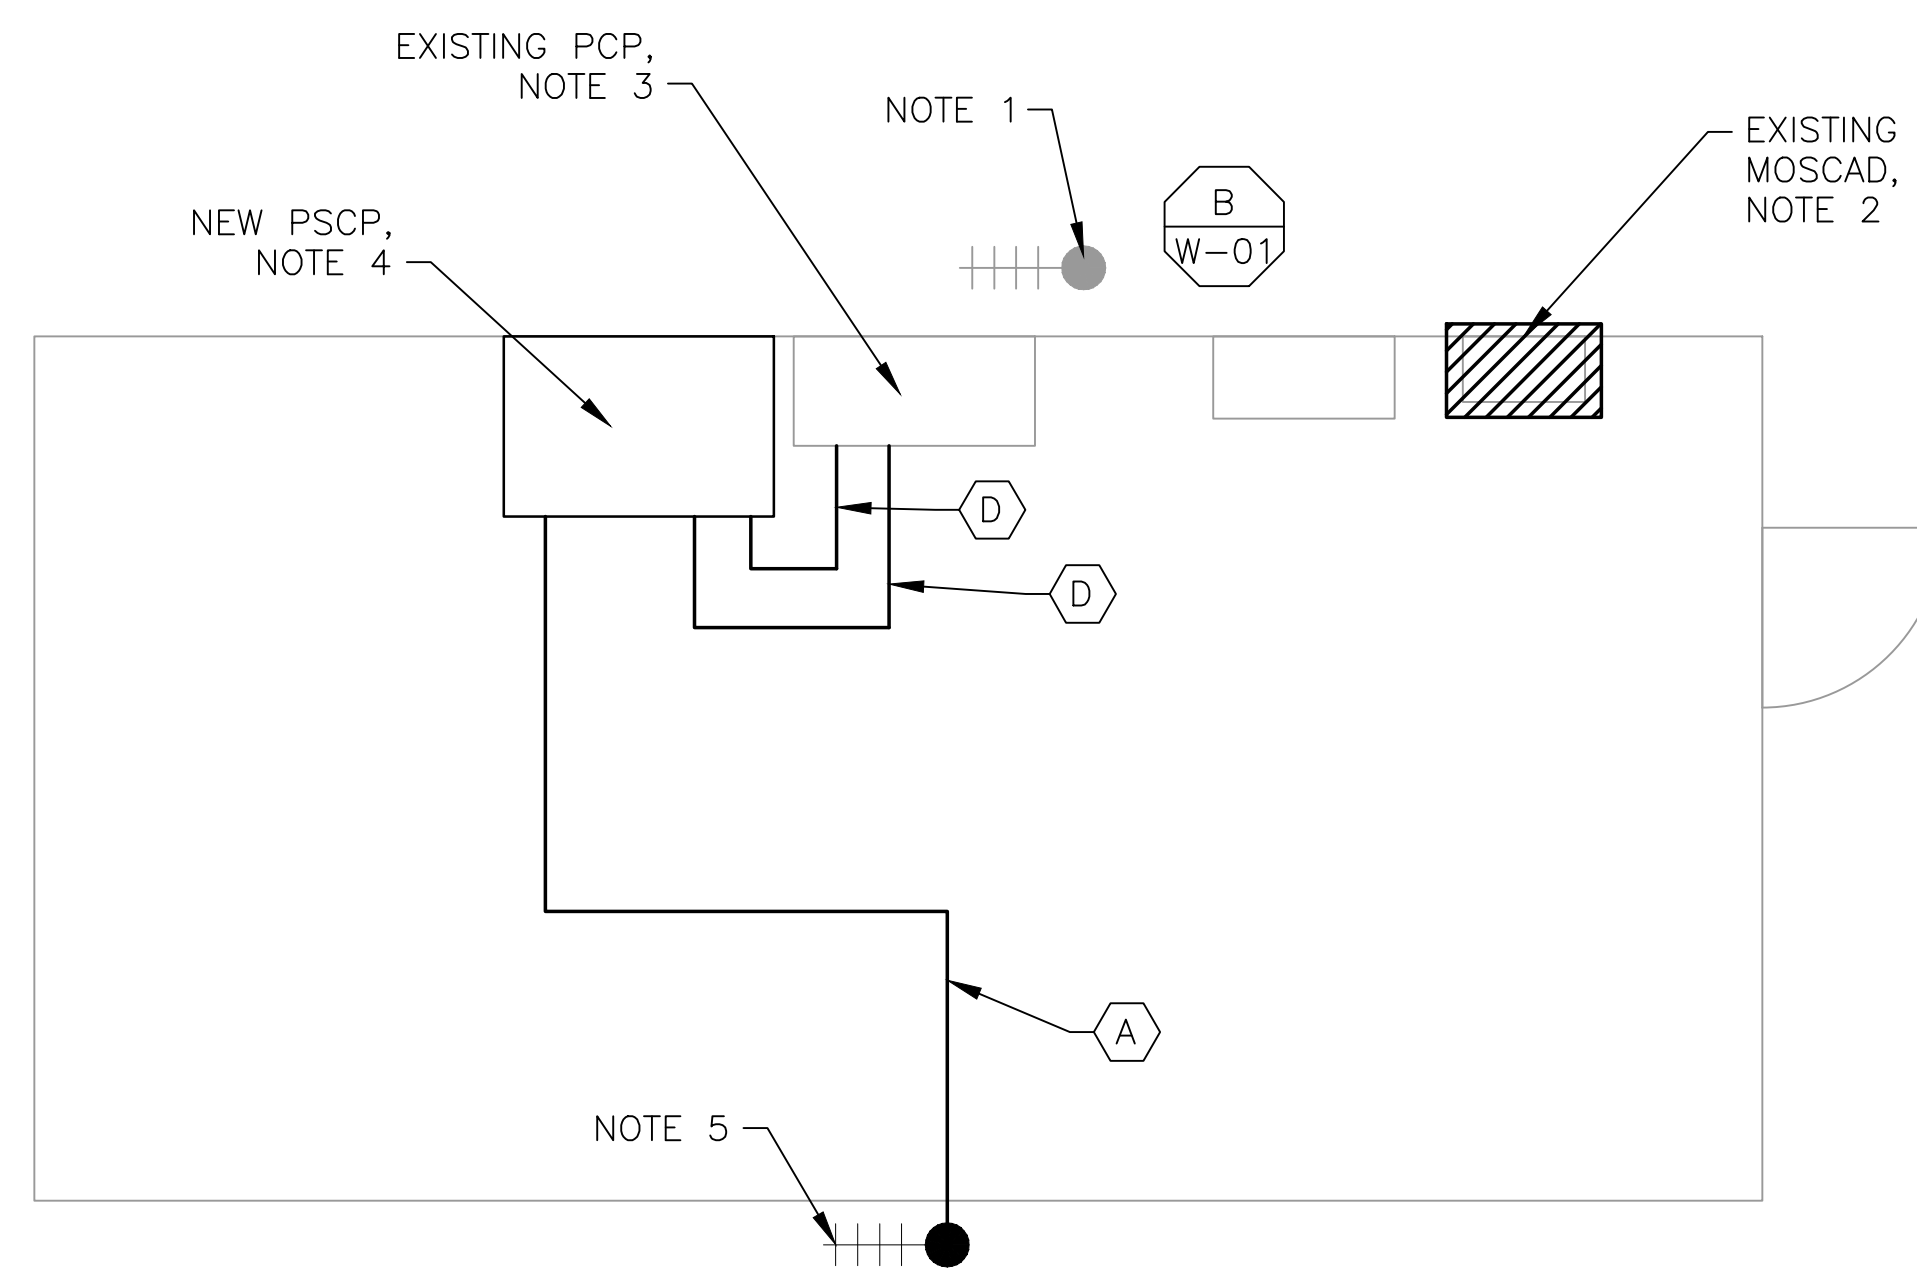 EXISTING PCP,
NOTE 3
NOTE 1
EXISTING
MOSCAD,
NOTE 2
B
W-01
NEW PSCP,
NOTE 4
D
D
A
NOTE 5